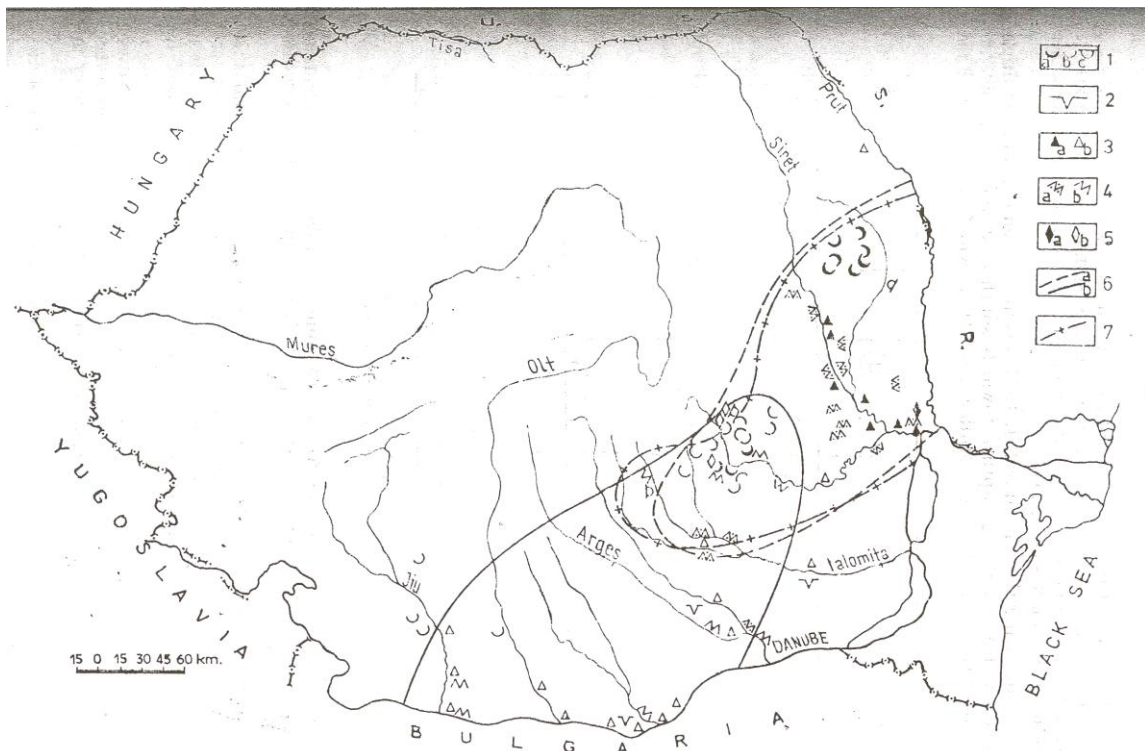 U.
S.
R.
Tisa
HUNGARY
Prut
Siret
a b c 1
2
a b 3
a b 4
a b 5
a b 6
7
Mures
Olt
YUGOSLAVIA
Arges
Jiu
Ialomita
DANUBE
15 0 15 30 45 60 km.
BULGARIA
BLACK SEA